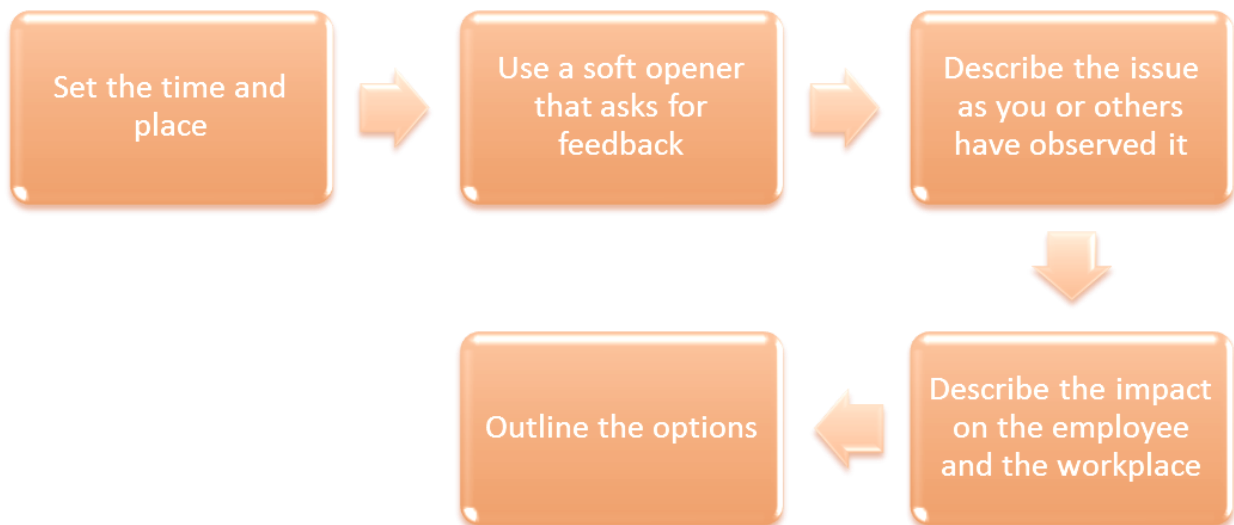 Set the time and
place
Use a soft opener
that asks for
feedback
Describe the issue
as you or others
have observed it
Describe the impact
on the employee
and the workplace
Outline the options